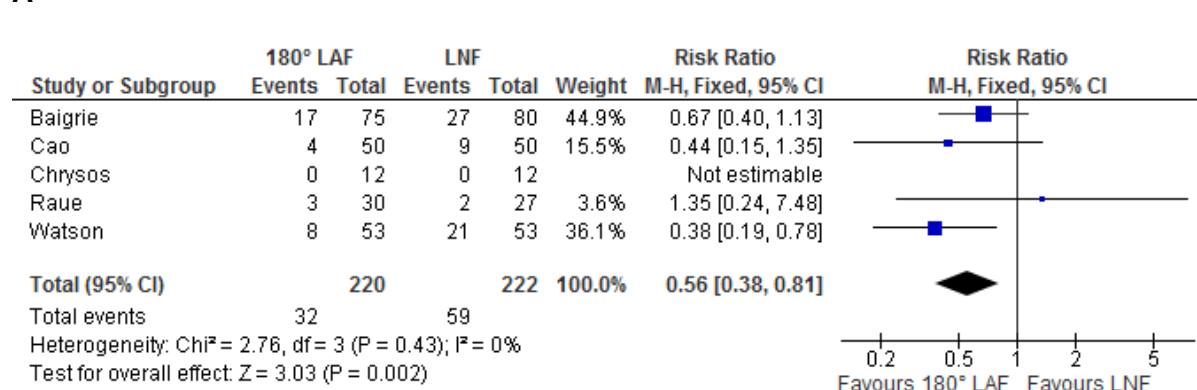 180° LAF LNF Risk Ratio Risk Ratio
Study or Subgroup Events Total Events Total Weight M-H, Fixed, 95% CI M-H, Fixed, 95% CI
Baigrie 17 75 27 80 44.9% 0.67 [0.40, 1.13]
Cao 4 50 9 50 15.5% 0.44 [0.15, 1.35]
Chrysos 0 12 0 12 Not estimable
Raue 3 30 2 27 3.6% 1.35 [0.24, 7.48]
Watson 8 53 21 53 36.1% 0.38 [0.19, 0.78]
Total (95% CI) 220 222 100.0% 0.56 [0.38, 0.81]
Total events 32 59
Heterogeneity: Chi² = 2.76, df = 3 (P = 0.43); I² = 0%
Test for overall effect: Z = 3.03 (P = 0.002)
0.2 0.5 1 2 5
Favours 180° LAF Favours LNF